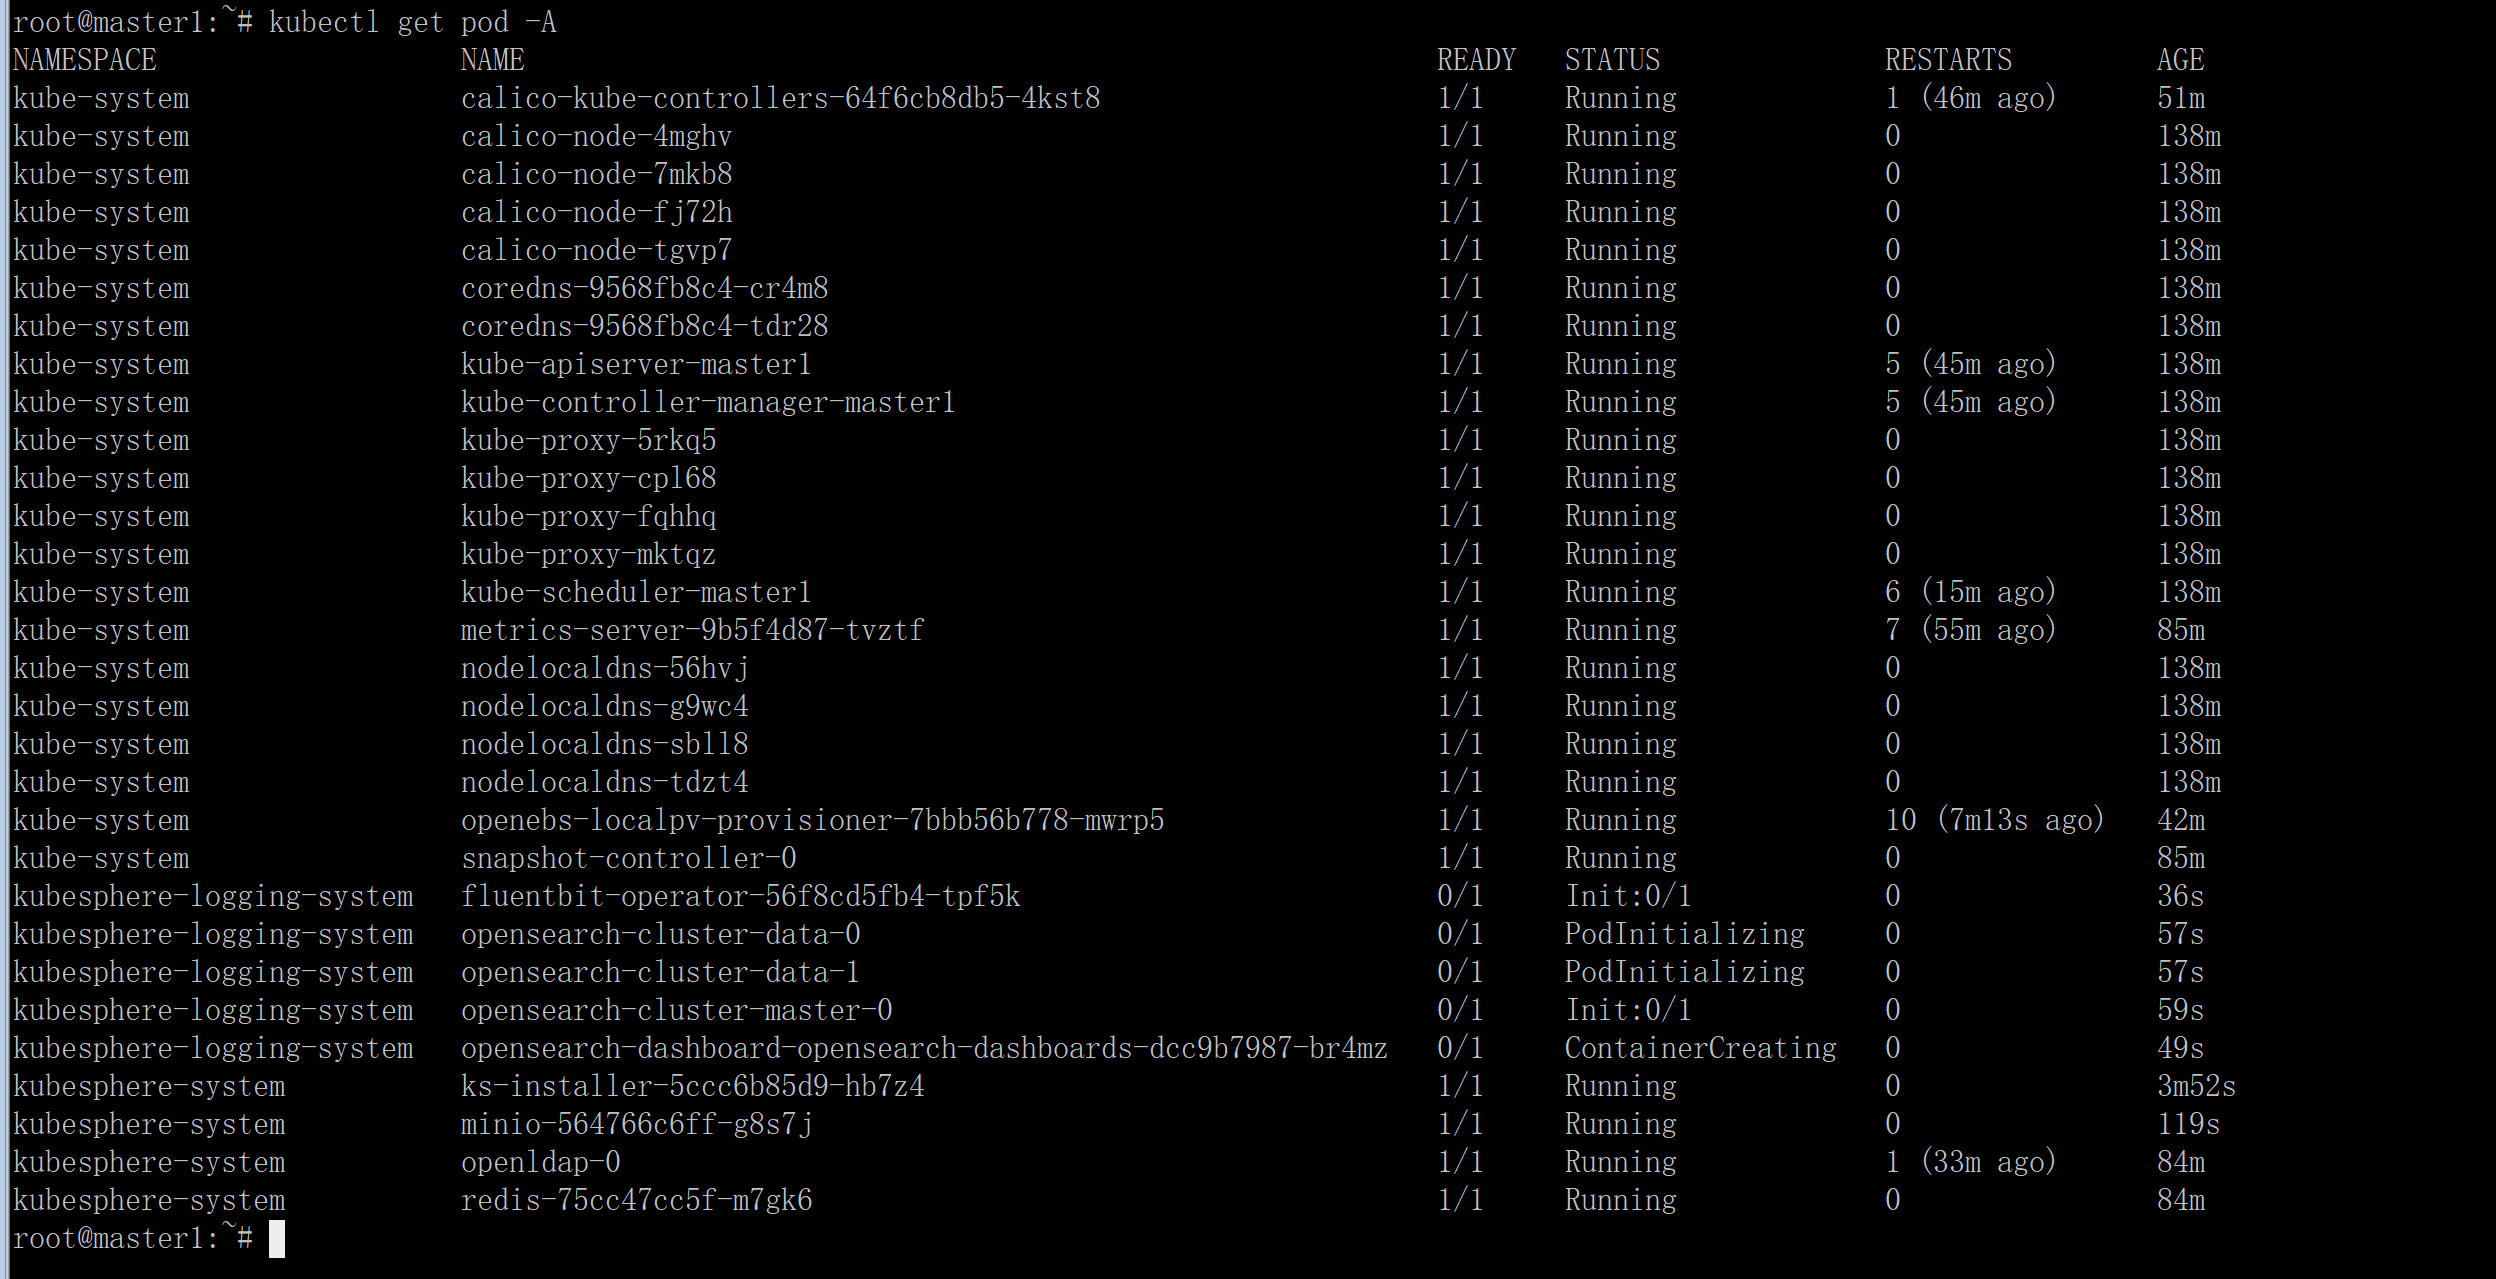 root@master1:~# kubectl get pod -A
NAMESPACE NAME READY STATUS RESTARTS AGE
kube-system calico-kube-controllers-64f6cb8db5-4kst8 1/1 Running 1 (46m ago) 51m
kube-system calico-node-4mghv 1/1 Running 0 138m
kube-system calico-node-7mkb8 1/1 Running 0 138m
kube-system calico-node-fj72h 1/1 Running 0 138m
kube-system calico-node-tgvp7 1/1 Running 0 138m
kube-system coredns-9568fb8c4-cr4m8 1/1 Running 0 138m
kube-system coredns-9568fb8c4-tdr28 1/1 Running 0 138m
kube-system kube-apiserver-master1 1/1 Running 5 (45m ago) 138m
kube-system kube-controller-manager-master1 1/1 Running 5 (45m ago) 138m
kube-system kube-proxy-5rkq5 1/1 Running 0 138m
kube-system kube-proxy-cpl68 1/1 Running 0 138m
kube-system kube-proxy-fqhhq 1/1 Running 0 138m
kube-system kube-proxy-mktqz 1/1 Running 0 138m
kube-system kube-scheduler-master1 1/1 Running 6 (15m ago) 138m
kube-system metrics-server-9b5f4d87-tvztf 1/1 Running 7 (55m ago) 85m
kube-system nodelocaldns-56hvj 1/1 Running 0 138m
kube-system nodelocaldns-g9wc4 1/1 Running 0 138m
kube-system nodelocaldns-sbll8 1/1 Running 0 138m
kube-system nodelocaldns-tdzt4 1/1 Running 0 138m
kube-system openebs-localpv-provisioner-7bbb56b778-mwrp5 1/1 Running 10 (7m13s ago) 42m
kube-system snapshot-controller-0 1/1 Running 0 85m
kubesphere-logging-system fluentbit-operator-56f8cd5fb4-tpf5k 0/1 Init:0/1 0 36s
kubesphere-logging-system opensearch-cluster-data-0 0/1 PodInitializing 0 57s
kubesphere-logging-system opensearch-cluster-data-1 0/1 PodInitializing 0 57s
kubesphere-logging-system opensearch-cluster-master-0 0/1 Init:0/1 0 59s
kubesphere-logging-system opensearch-dashboard-opensearch-dashboards-dcc9b7987-br4mz 0/1 ContainerCreating 0 49s
kubesphere-system ks-installer-5ccc6b85d9-hb7z4 1/1 Running 0 3m52s
kubesphere-system minio-564766c6ff-g8s7j 1/1 Running 0 119s
kubesphere-system openldap-0 1/1 Running 1 (33m ago) 84m
kubesphere-system redis-75cc47cc5f-m7gk6 1/1 Running 0 84m
root@master1:~#